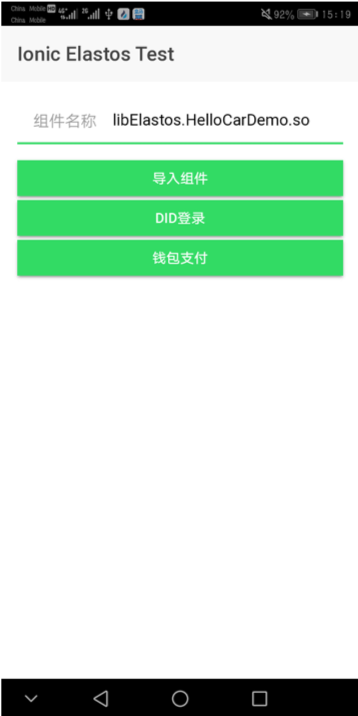 China Mobile HD 4G+ 2G 92% 15:19
China Mobile
Ionic Elastos Test
组件名称 libElastos.HelloCarDemo.so
导入组件
DID登录
钱包支付